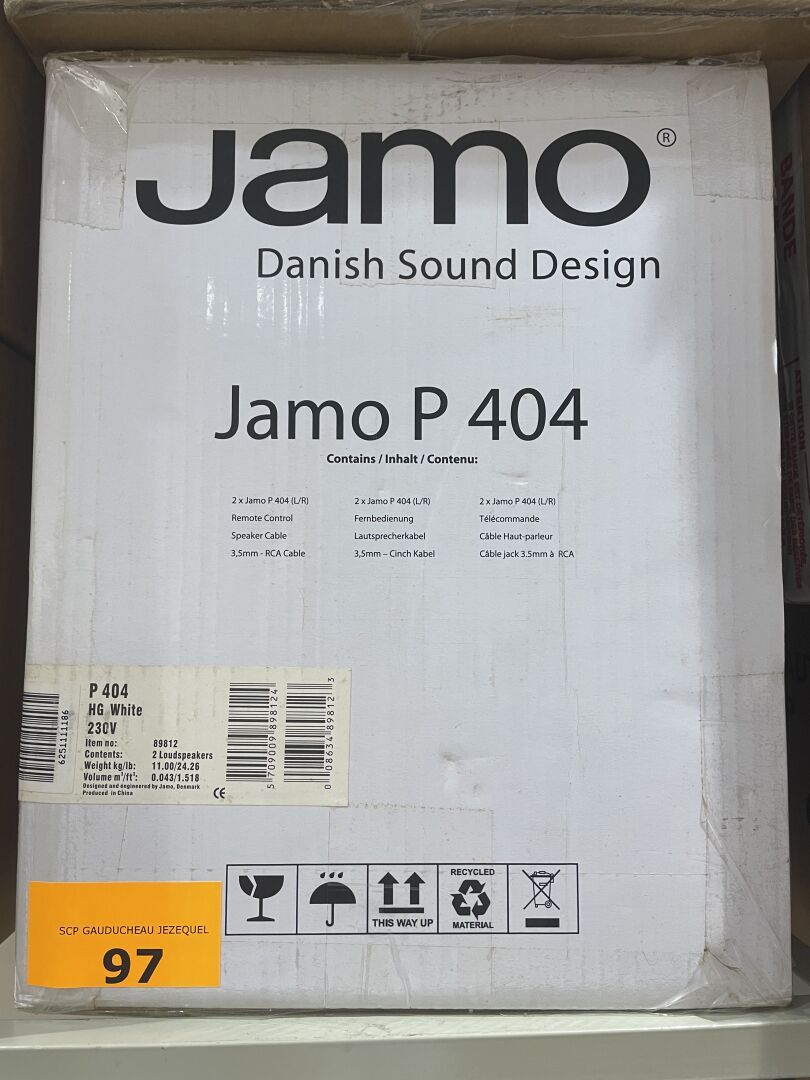 Jamo®
Danish Sound Design
Jamo P 404
Contains / Inhalt / Contenu:
2 x Jamo P 404 (L/R)
Remote Control
Speaker Cable
3,5mm - RCA Cable
2 x Jamo P 404 (L/R)
Fernbedienung
Lautsprecherkabel
3,5mm – Cinch Kabel
2 x Jamo P 404 (L/R)
Télécommande
Câble Haut-parleur
Câble jack 3.5mm à RCA
6251111186
P 404
HG White
230V
Item no: 89812
Contents: 2 Loudspeakers
Weight kg/lb: 11.00/24.26
Volume m³/ft³: 0.043/1.518
Designed and engineered by Jamo, Denmark
Produced in China
CE
5 709009 898124
0 08634 89812 3
THIS WAY UP
RECYCLED
MATERIAL
SCP GAUDUCHEAU JEZEQUEL
97
BANDE